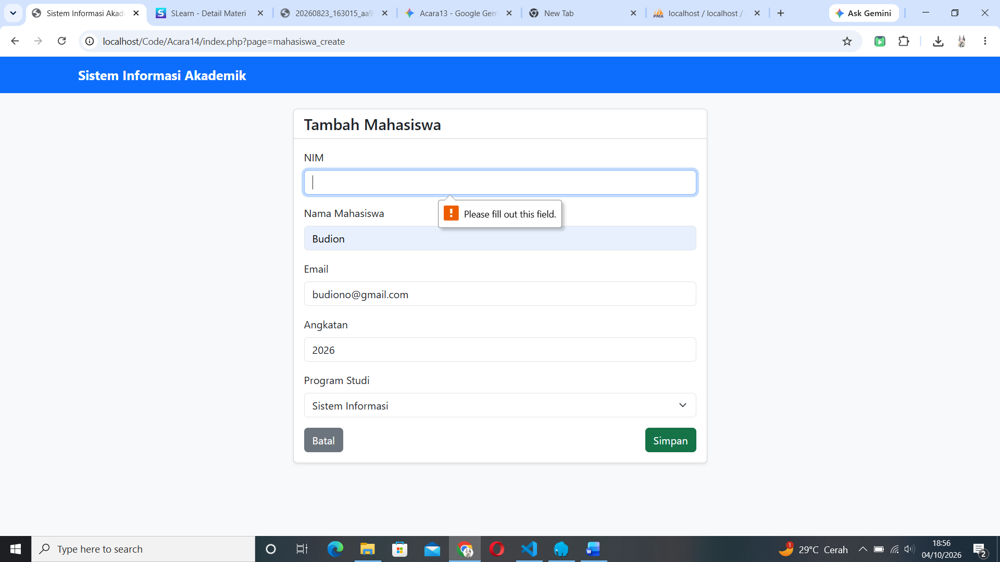 Sistem Informasi Akad
SLearn - Detail Materi
20260823_163015_aa9
Acara13 - Google Gem
New Tab
PMA
localhost / localhost /
Ask Gemini
localhost/Code/Acara14/index.php?page=mahasiswa_create
Sistem Informasi Akademik
Tambah Mahasiswa
NIM
Please fill out this field.
Nama Mahasiswa
Budion
Email
budiono@gmail.com
Angkatan
2026
Program Studi
Sistem Informasi
Batal
Simpan
Type here to search
1
29°C Cerah
18:56
04/10/2026
2